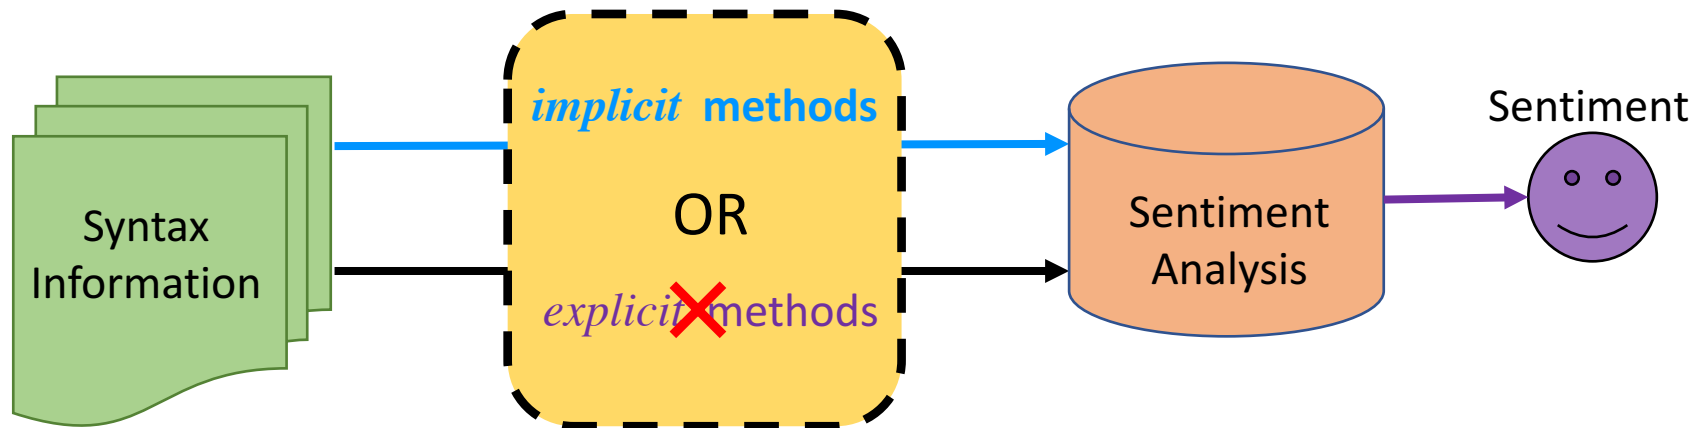 Syntax
Information
implicit methods
OR
explicit methods
Sentiment
Analysis
Sentiment